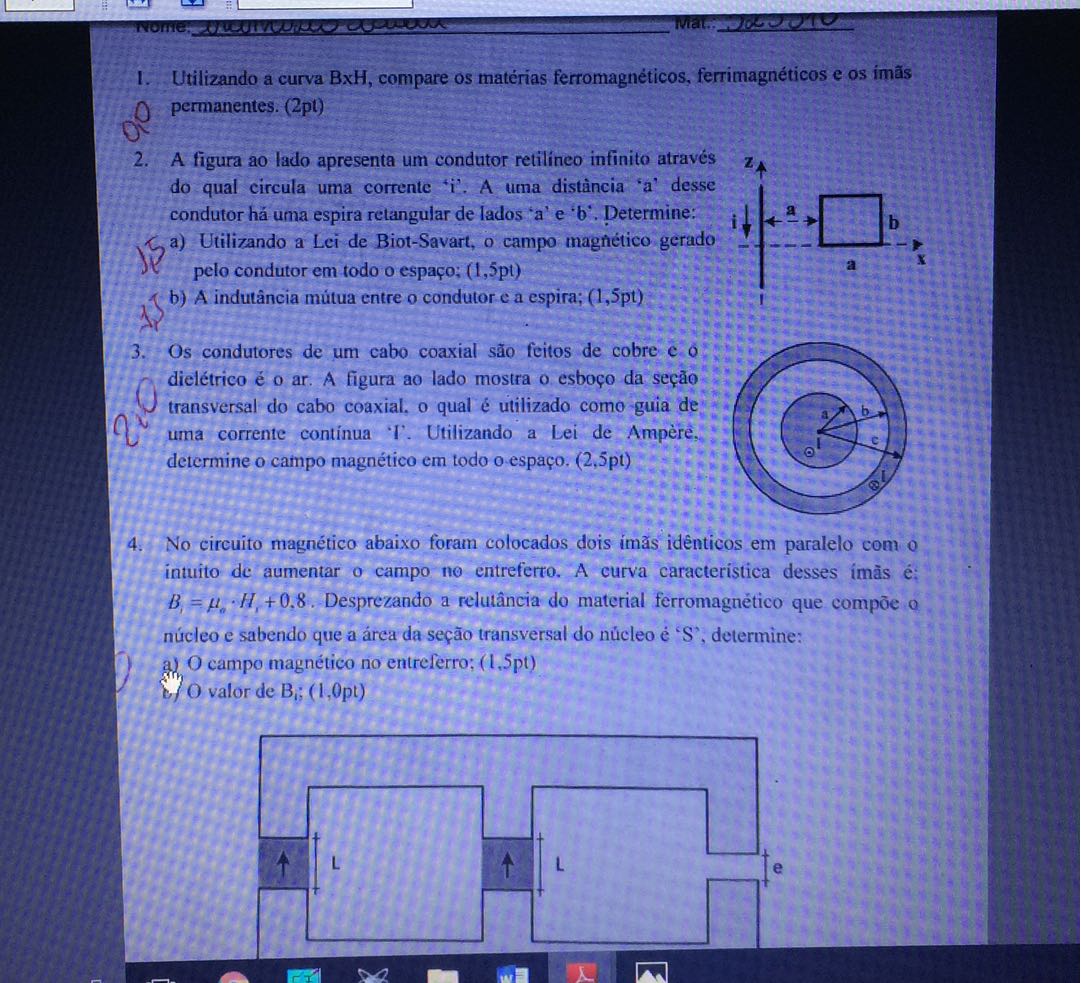 Nome:
Mat.:
1. Utilizando a curva BxH, compare os matérias ferromagnéticos, ferrimagnéticos e os ímãs
permanentes. (2pt)
0,0
2. A figura ao lado apresenta um condutor retilíneo infinito através
do qual circula uma corrente 'i'. A uma distância 'a' desse
condutor há uma espira retangular de lados 'a' e 'b'. Determine:
a) Utilizando a Lei de Biot-Savart, o campo magnético gerado
pelo condutor em todo o espaço; (1,5pt)
1,5
b) A indutância mútua entre o condutor e a espira; (1,5pt)
1,5
z
i
a
b
a
x
3. Os condutores de um cabo coaxial são feitos de cobre e o
dielétrico é o ar. A figura ao lado mostra o esboço da seção
transversal do cabo coaxial, o qual é utilizado como guia de
uma corrente contínua 'I'. Utilizando a Lei de Ampère,
determine o campo magnético em todo o espaço. (2,5pt)
2,0
a
b
c
I
I
4. No circuito magnético abaixo foram colocados dois ímãs idênticos em paralelo com o
intuito de aumentar o campo no entreferro. A curva característica desses ímãs é:
Bᵢ = μₒ · Hᵢ + 0.8. Desprezando a relutância do material ferromagnético que compõe o
núcleo e sabendo que a área da seção transversal do núcleo é 'S', determine:
a) O campo magnético no entreferro; (1,5pt)
b) O valor de Bᵢ; (1,0pt)
L
L
e